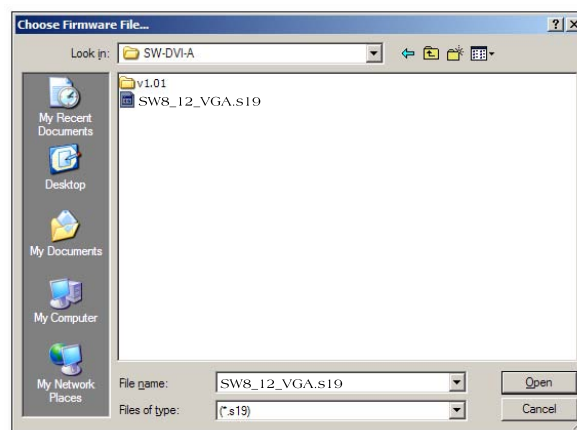 Choose Firmware File...
Look in: SW-DVI-A
v1.01
SW8_12_VGA.s19
My Recent
Documents
Desktop
My Documents
My Computer
My Network
Places
File name: SW8_12_VGA.s19 Open
Files of type: (*.s19) Cancel